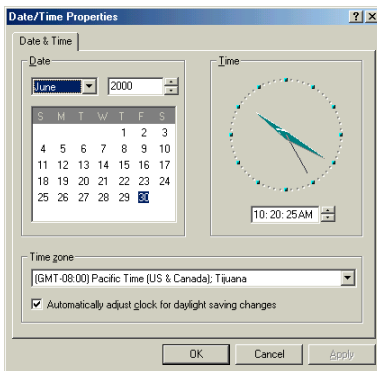 Date/Time Properties
Date & Time
Date
June 2000
S M T W T F S
1 2 3
4 5 6 7 8 9 10
11 12 13 14 15 16 17
18 19 20 21 22 23 24
25 26 27 28 29 30
Time
10:20:25 AM
Time zone
(GMT-08:00) Pacific Time (US & Canada); Tijuana
Automatically adjust clock for daylight saving changes
OK Cancel Apply